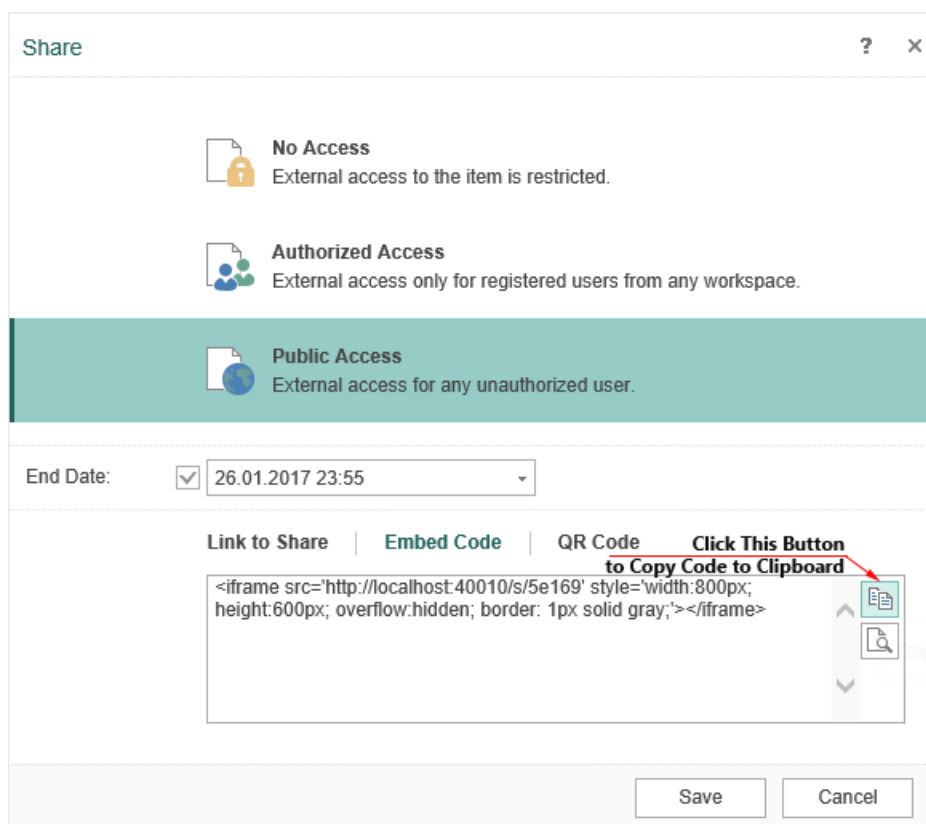 Share ? ×
No Access
External access to the item is restricted.
Authorized Access
External access only for registered users from any workspace.
Public Access
External access for any unauthorized user.
End Date: 26.01.2017 23:55
Link to Share Embed Code QR Code
Click This Button
to Copy Code to Clipboard
<iframe src='http://localhost:40010/s/5e169' style='width:800px;
height:600px; overflow:hidden; border: 1px solid gray;'></iframe>
Save Cancel